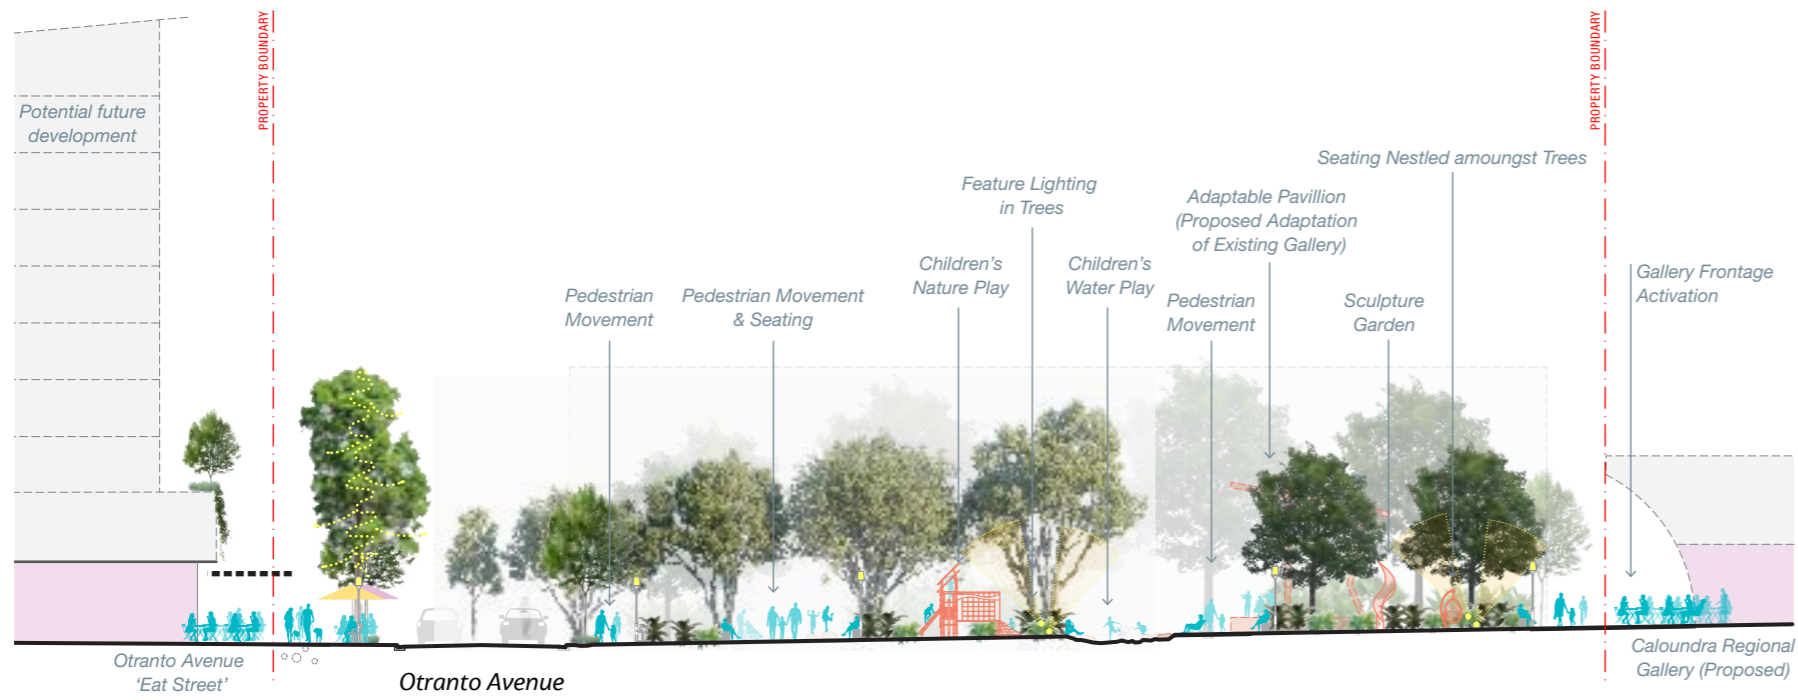 PROPERTY BOUNDARY
PROPERTY BOUNDARY
Potential future
development
Seating Nestled amoungst Trees
Feature Lighting
in Trees
Adaptable Pavillion
(Proposed Adaptation
of Existing Gallery)
Children's
Nature Play
Children's
Water Play
Gallery Frontage
Activation
Pedestrian
Movement
Pedestrian Movement
& Seating
Pedestrian
Movement
Sculpture
Garden
Otranto Avenue
'Eat Street'
Otranto Avenue
Caloundra Regional
Gallery (Proposed)